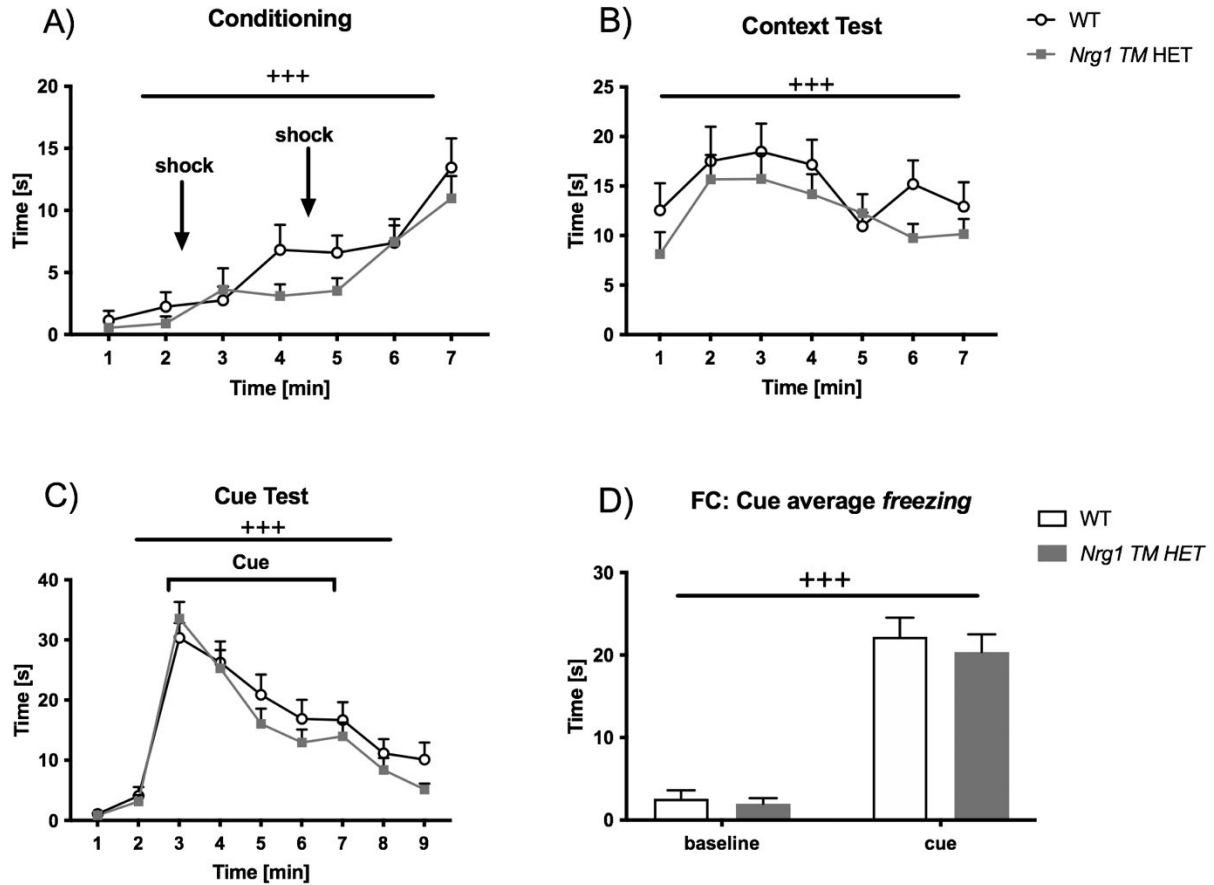 A)
Conditioning
+++
shock
shock
Time [s]
20
15
10
5
0
1 2 3 4 5 6 7
Time [min]
B)
Context Test
+++
Time [s]
25
20
15
10
5
0
1 2 3 4 5 6 7
Time [min]
WT
Nrg1 TM HET
C)
Cue Test
+++
Cue
Time [s]
40
30
20
10
0
1 2 3 4 5 6 7 8 9
Time [min]
D)
FC: Cue average freezing
+++
Time [s]
30
20
10
0
baseline cue
WT
Nrg1 TM HET